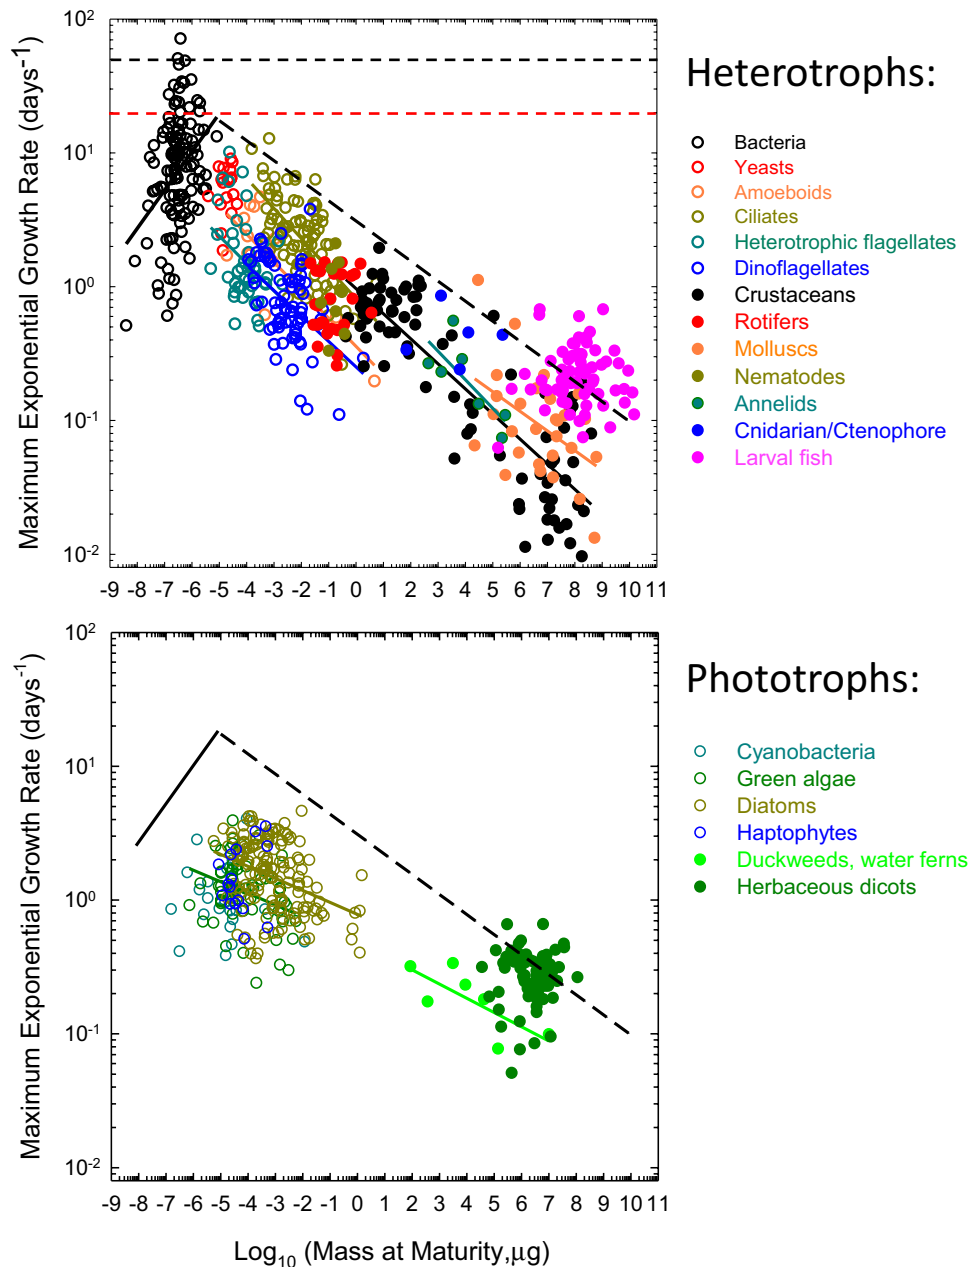 Maximum Exponential Growth Rate (days-1)
102
101
100
10-1
10-2
-9 -8 -7 -6 -5 -4 -3 -2 -1 0 1 2 3 4 5 6 7 8 9 10 11
Heterotrophs:
Bacteria
Yeasts
Amoeboids
Ciliates
Heterotrophic flagellates
Dinoflagellates
Crustaceans
Rotifers
Molluscs
Nematodes
Annelids
Cnidarian/Ctenophore
Larval fish
Maximum Exponential Growth Rate (days-1)
102
101
100
10-1
10-2
-9 -8 -7 -6 -5 -4 -3 -2 -1 0 1 2 3 4 5 6 7 8 9 10 11
Log10 (Mass at Maturity,μg)
Phototrophs:
Cyanobacteria
Green algae
Diatoms
Haptophytes
Duckweeds, water ferns
Herbaceous dicots